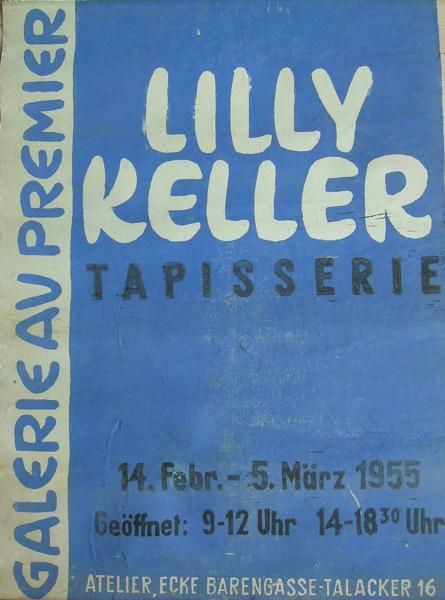 GALERIE AU PREMIER
LILLY
KELLER
TAPISSERIE
14. Febr. - 5. März 1955
Geöffnet: 9-12 Uhr 14-18³⁰ Uhr
ATELIER, ECKE BARENGASSE-TALACKER 16